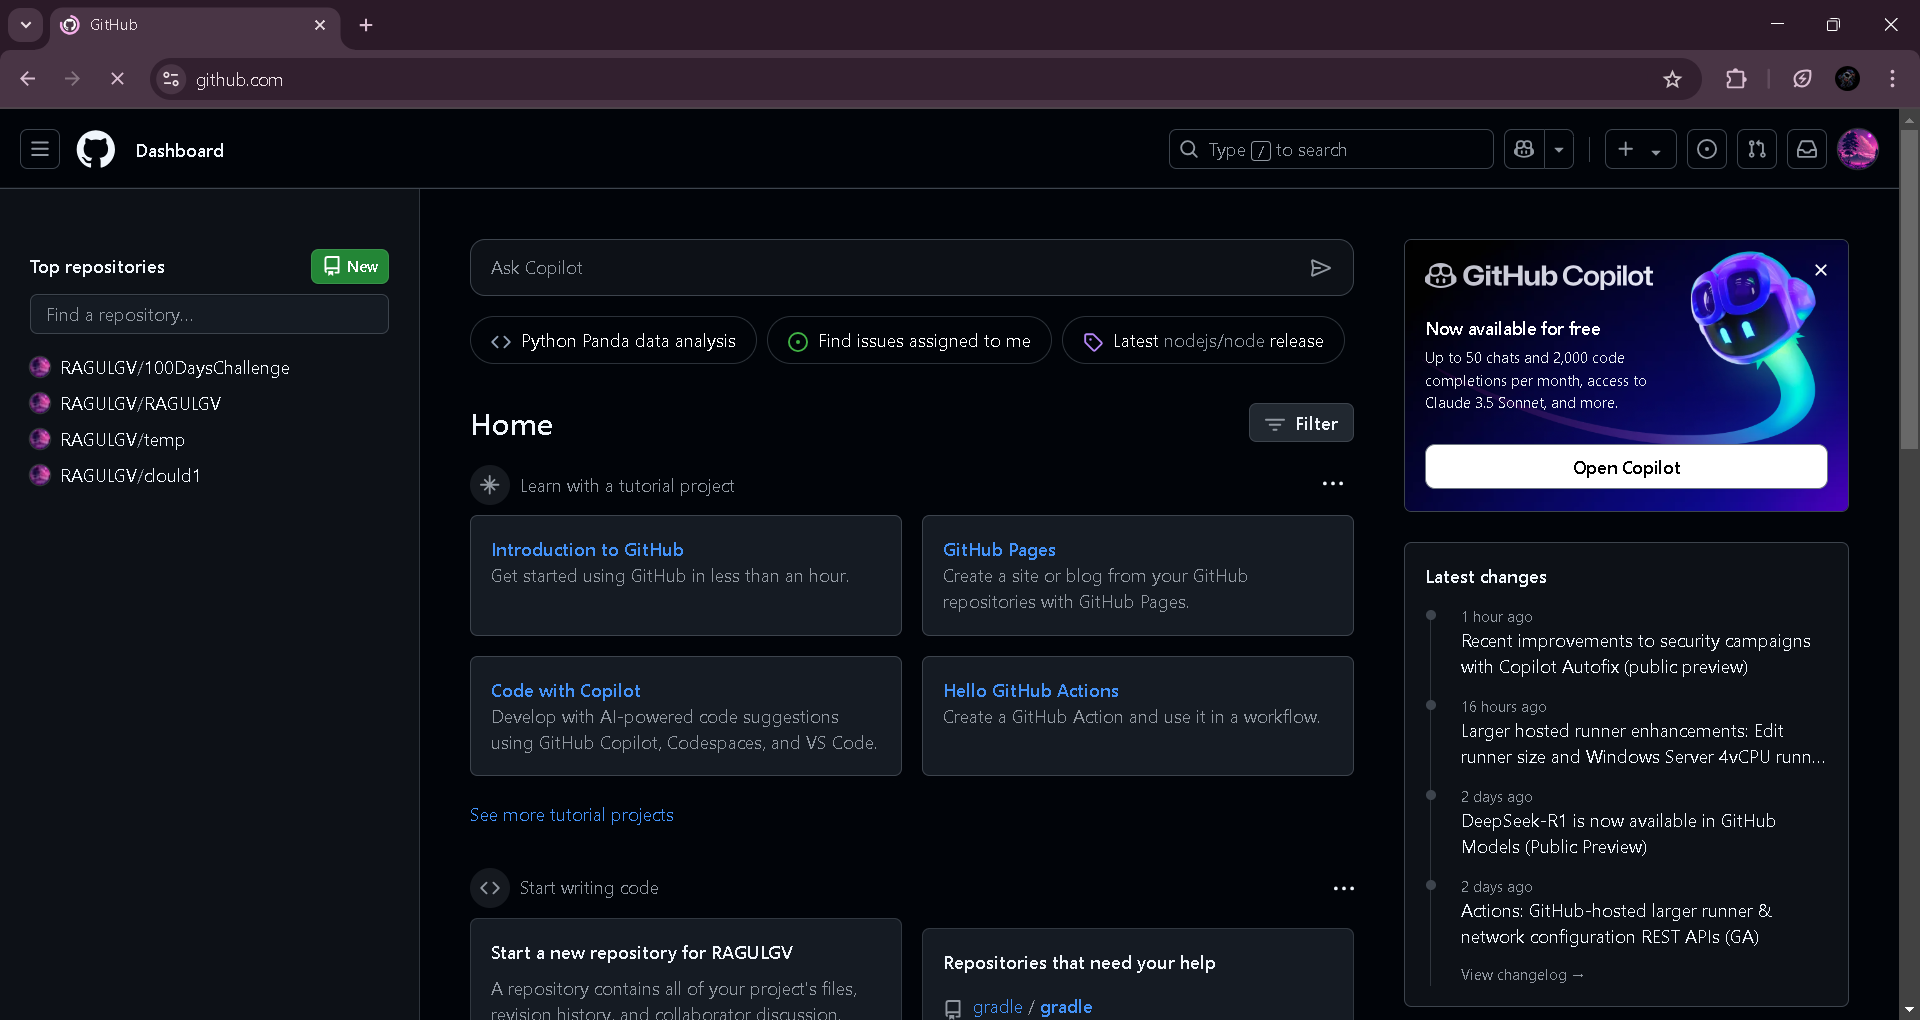 GitHub
github.com
Dashboard
Type / to search
Top repositories
New
Find a repository...
RAGULGV/100DaysChallenge
RAGULGV/RAGULGV
RAGULGV/temp
RAGULGV/clould1
Ask Copilot
Python Panda data analysis
Find issues assigned to me
Latest nodejs/node release
Home
Filter
Learn with a tutorial project
Introduction to GitHub
Get started using GitHub in less than an hour.
GitHub Pages
Create a site or blog from your GitHub
repositories with GitHub Pages.
Code with Copilot
Develop with AI-powered code suggestions
using GitHub Copilot, Codespaces, and VS Code.
Hello GitHub Actions
Create a GitHub Action and use it in a workflow.
See more tutorial projects
Start writing code
Start a new repository for RAGULGV
A repository contains all of your project's files,
revision history, and collaborator discussion.
Repositories that need your help
gradle / gradle
GitHub Copilot
Now available for free
Up to 50 chats and 2,000 code
completions per month, access to
Claude 3.5 Sonnet, and more.
Open Copilot
Latest changes
1 hour ago
Recent improvements to security campaigns
with Copilot Autofix (public preview)
16 hours ago
Larger hosted runner enhancements: Edit
runner size and Windows Server 4vCPU runn...
2 days ago
DeepSeek-R1 is now available in GitHub
Models (Public Preview)
2 days ago
Actions: GitHub-hosted larger runner &
network configuration REST APIs (GA)
View changelog →